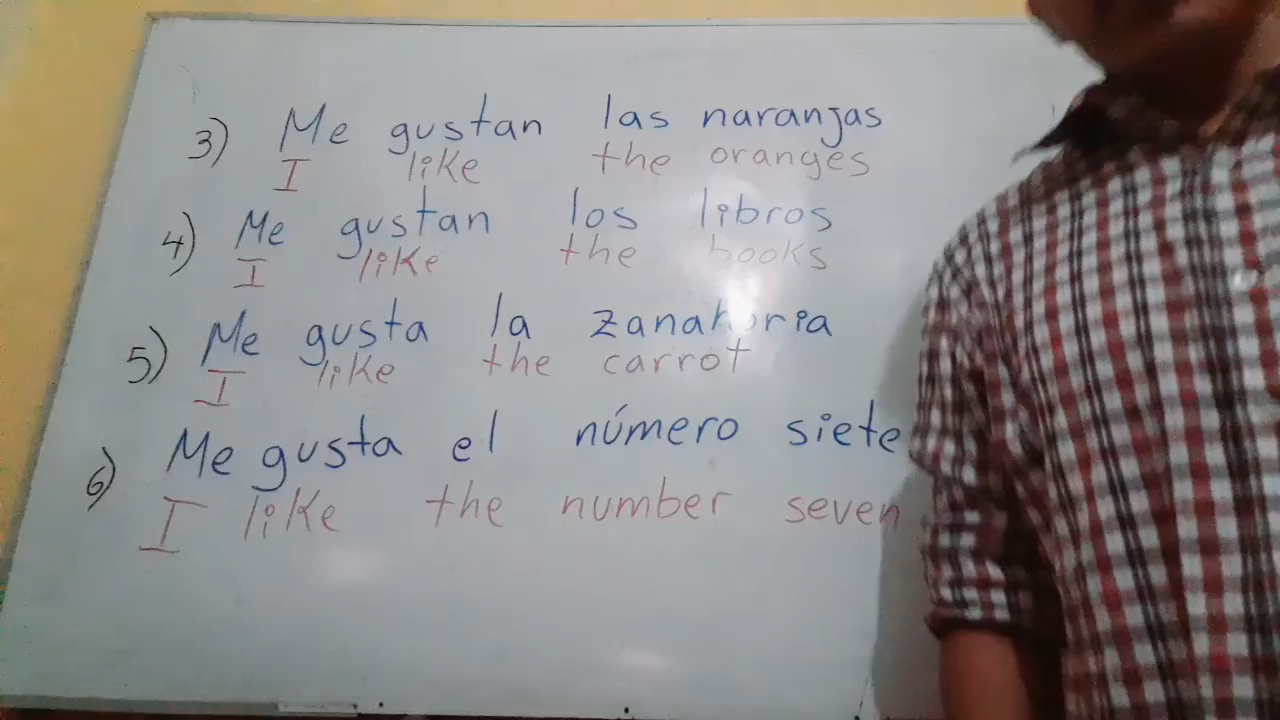 3) Me gustan las naranjas
I like the oranges
4) Me gustan los libros
I like the books
5) Me gusta la zanahoria
I like the carrot
6) Me gusta el número siete
I like the number seven